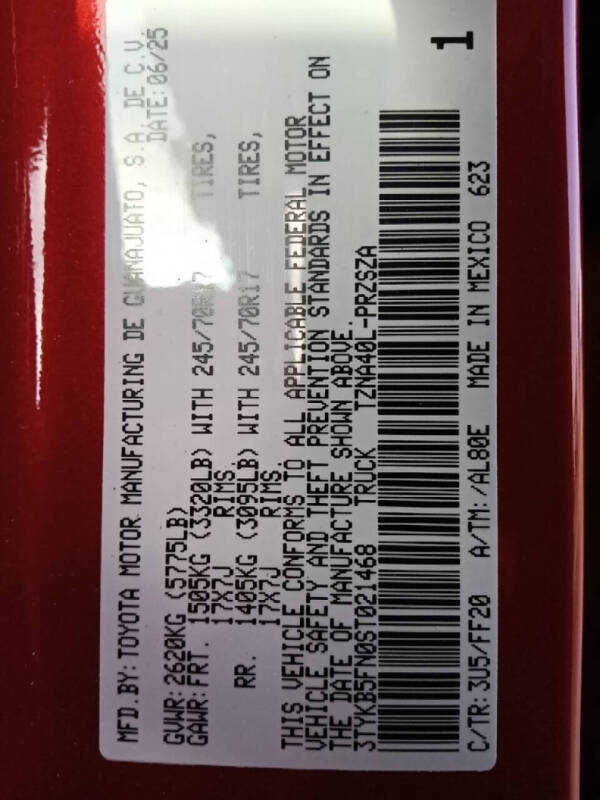 MFD.BY: TOYOTA MOTOR MANUFACTURING DE GUANAJUATO, S.A. DE C.V.
DATE: 06/25
GVWR: 2620KG (5775LB)
GAWR: FRT. 1505KG (3320LB) WITH 245/70R17 TIRES,
17X7J RIMS.
RR. 1405KG (3095LB) WITH 245/70R17 TIRES,
17X7J RIMS.
THIS VEHICLE CONFORMS TO ALL APPLICABLE FEDERAL MOTOR
VEHICLE SAFETY AND THEFT PREVENTION STANDARDS IN EFFECT ON
THE DATE OF MANUFACTURE SHOWN ABOVE.
3TYKB5FN0ST021468 TRUCK TZNA40L-PRZSZA
1
C/TR: 3U5/FF20 A/TM: /AL80E MADE IN MEXICO 623